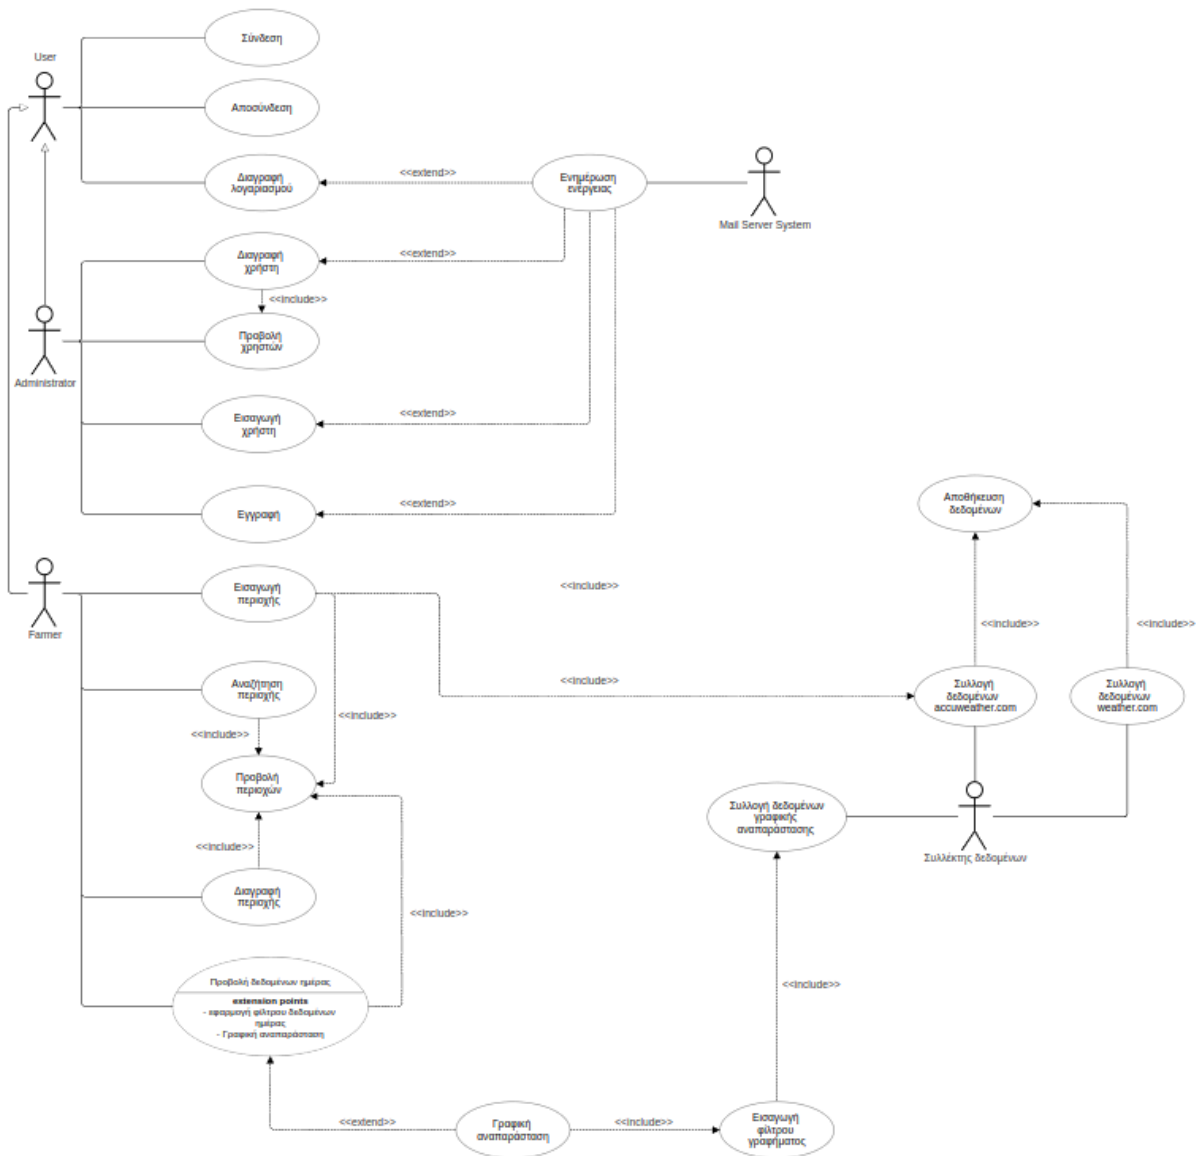 User
Σύνδεση
Αποσύνδεση
Διαγραφή
λογαριασμού
<<extend>>
Ενημέρωση
ενέργειας
Mail Server System
Διαγραφή
χρήστη
<<extend>>
<<include>>
Προβολή
χρηστών
Administrator
Εισαγωγή
χρήστη
<<extend>>
Εγγραφή
<<extend>>
Αποθήκευση
δεδομένων
Farmer
Εισαγωγή
περιοχής
<<include>>
<<include>>
<<include>>
Αναζήτηση
περιοχής
<<include>>
Συλλογή
δεδομένων
accuweather.com
Συλλογή
δεδομένων
weather.com
<<include>>
<<include>>
Προβολή
περιοχών
Συλλογή δεδομένων
γραφικής
αναπαράστασης
Συλλέκτης δεδομένων
<<include>>
Διαγραφή
περιοχής
<<include>>
Προβολή δεδομένων ημέρας
extension points
- εφαρμογή φίλτρου δεδομένων
ημέρας
- Γραφική αναπαράσταση
<<include>>
<<extend>>
Γραφική
αναπαράσταση
<<include>>
Εισαγωγή
φίλτρου
γραφήματος